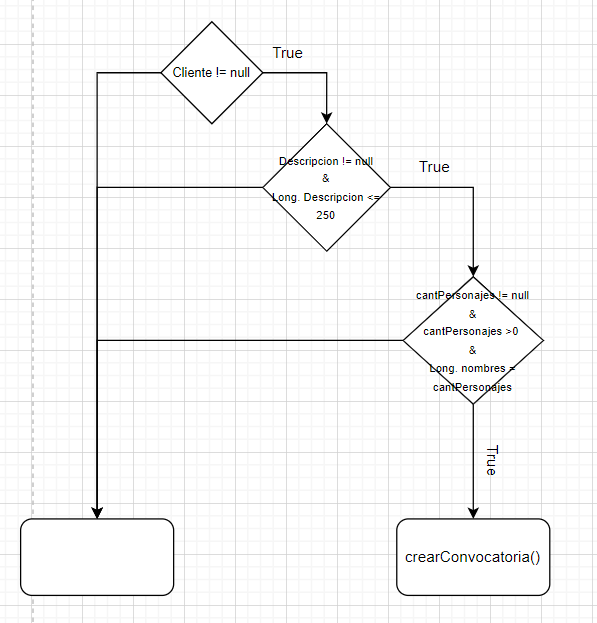 True
Cliente != null
Descripcion != null
&
Long. Descripcion <=
250
True
cantPersonajes != null
&
cantPersonajes >0
&
Long. nombres =
cantPersonajes
True
crearConvocatoria()